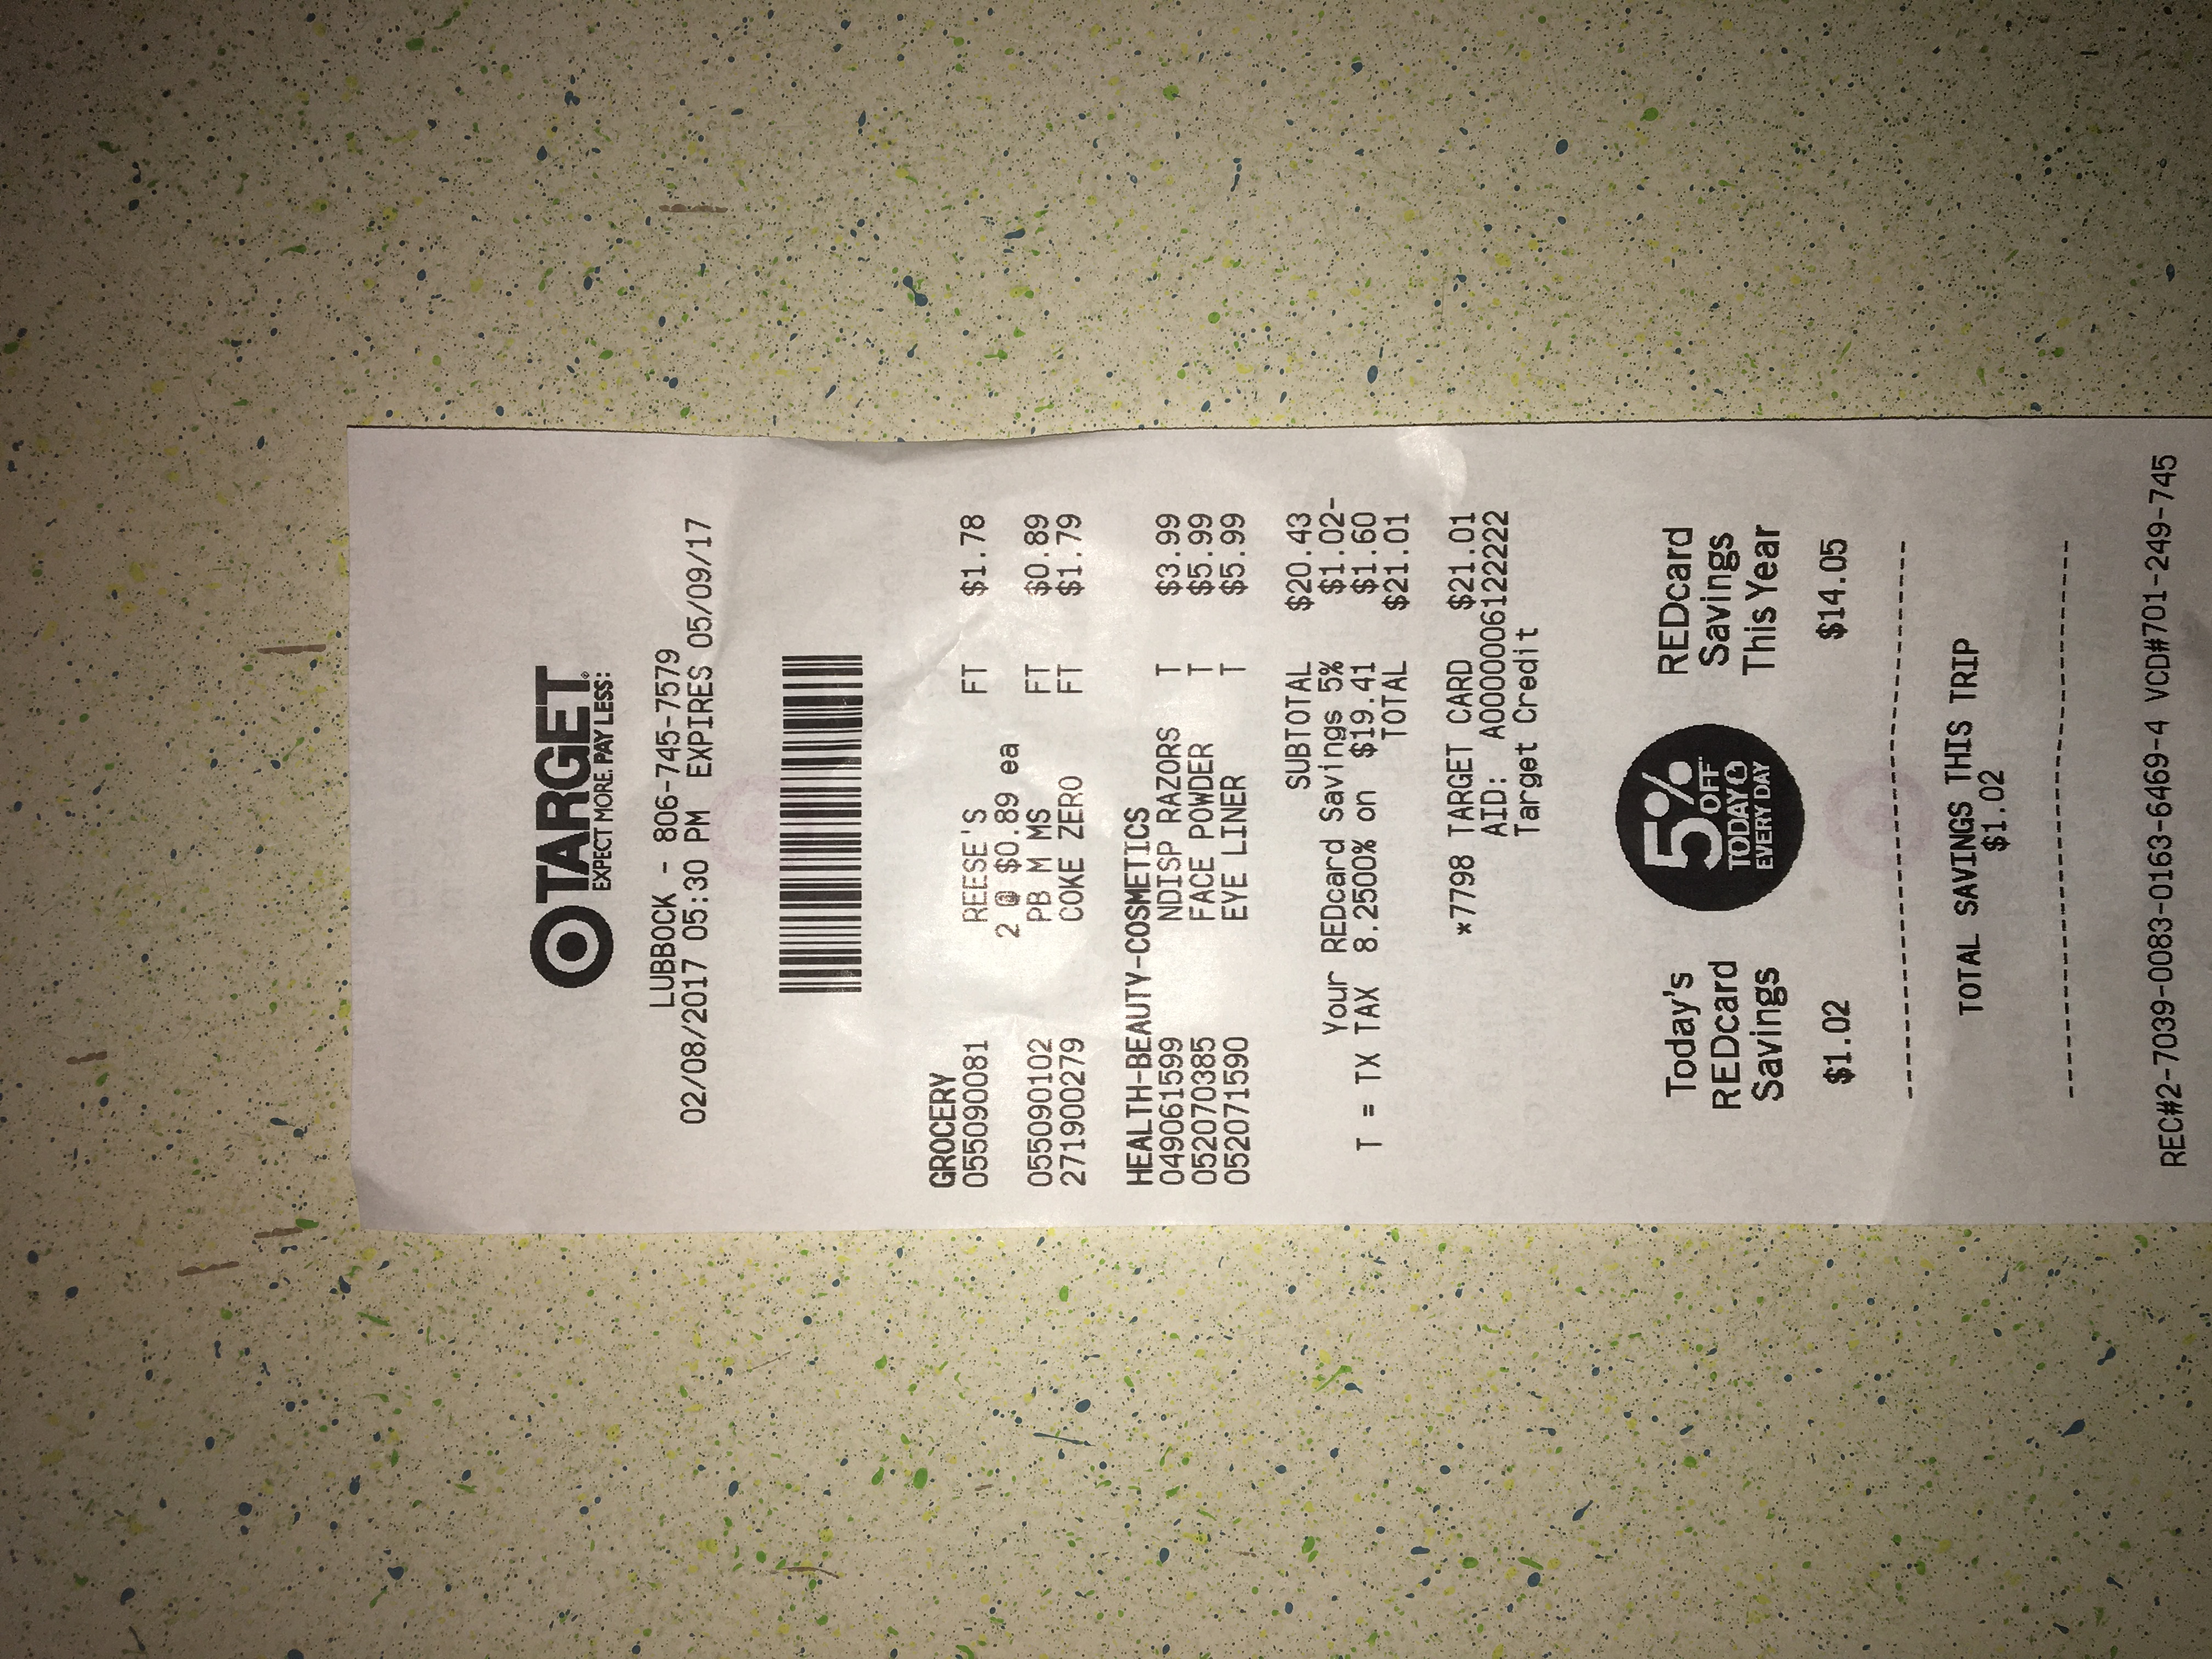 TARGET
EXPECT MORE. PAY LESS:
LUBBOCK - 806-745-7579
02/08/2017 05:30 PM EXPIRES 05/09/17
GROCERY
055090081 REESE'S FT $1.78
2 @ $0.89 ea
055090102 PB M MS FT $0.89
271900279 COKE ZERO FT $1.79
HEALTH-BEAUTY-COSMETICS
049061599 NDISP RAZORS T $3.99
052070385 FACE POWDER T $5.99
052071590 EYE LINER T $5.99
SUBTOTAL $20.43
Your REDcard Savings 5% $1.02-
T = TX TAX 8.2500% on $19.41 $1.60
TOTAL $21.01
*7798 TARGET CARD $21.01
AID: A0000006122222
Target Credit
Today's
REDcard
Savings
$1.02
5%
OFF
TODAY &
EVERY DAY
REDcard
Savings
This Year
$14.05
TOTAL SAVINGS THIS TRIP
$1.02
REC#2-7039-0083-0163-6469-4 VCD#701-249-745